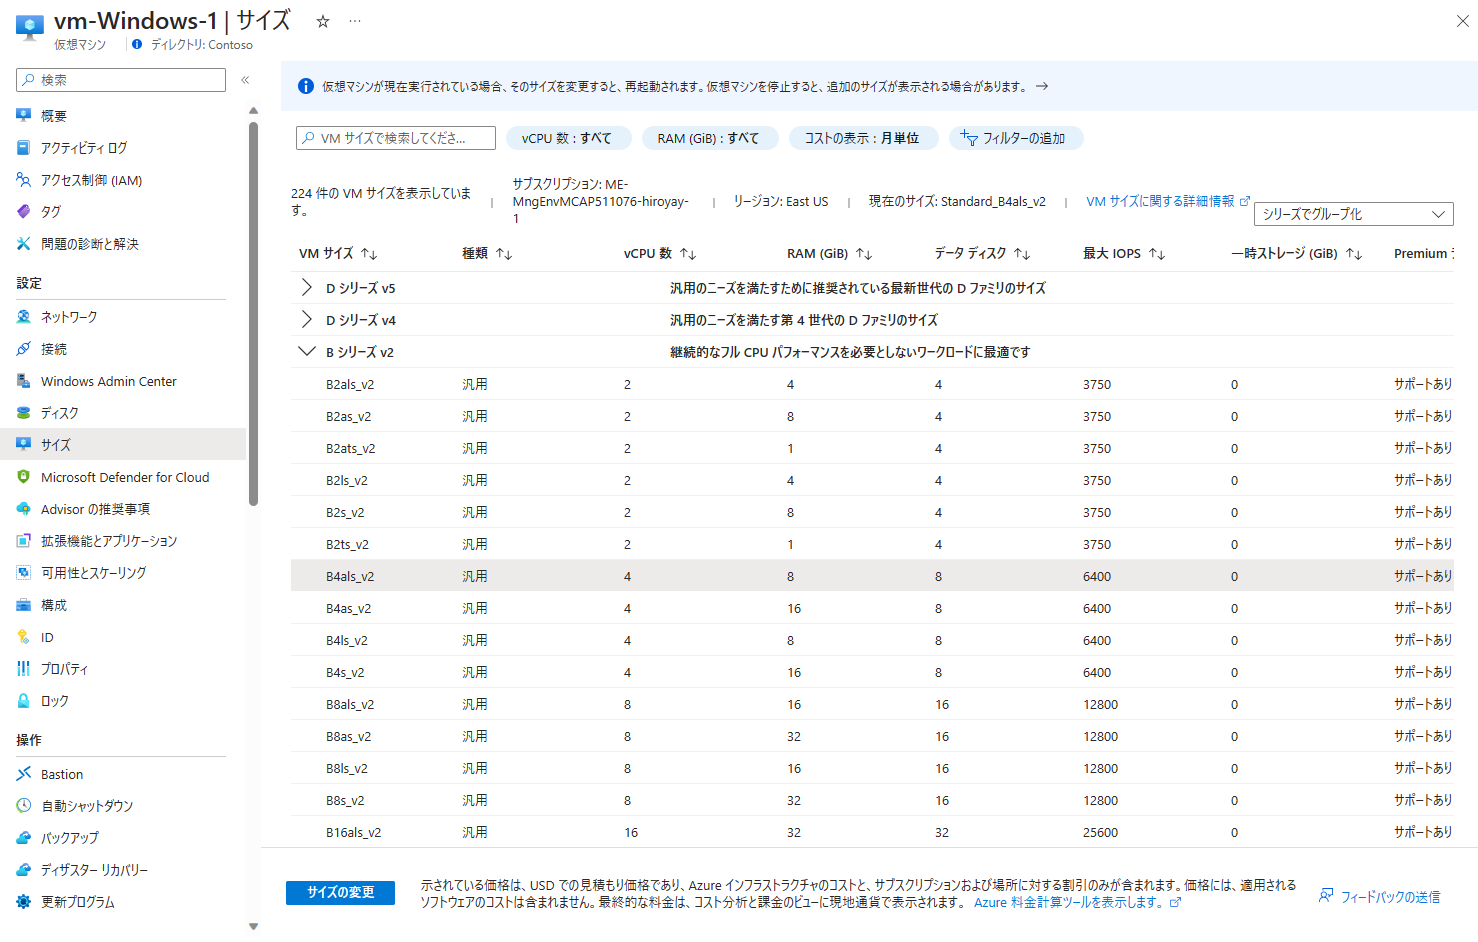 vm-Windows-1 | サイズ
仮想マシン
ディレクトリ: Contoso
検索
概要
アクティビティ ログ
アクセス制御 (IAM)
タグ
問題の診断と解決
設定
ネットワーク
接続
Windows Admin Center
ディスク
サイズ
Microsoft Defender for Cloud
Advisor の推奨事項
拡張機能とアプリケーション
可用性とスケーリング
構成
ID
プロパティ
ロック
操作
Bastion
自動シャットダウン
バックアップ
ディザスター リカバリー
更新プログラム
仮想マシンが現在実行されている場合、そのサイズを変更すると、再起動されます。仮想マシンを停止すると、追加のサイズが表示される場合があります。 →
VM サイズで検索してくださ...
vCPU 数 : すべて
RAM (GiB) : すべて
コストの表示 : 月単位
フィルターの追加
224 件の VM サイズを表示していま
す。
サブスクリプション: ME-
MngEnvMCAP511076-hiroyay-
1
リージョン: East US
現在のサイズ: Standard_B4als_v2
VM サイズに関する詳細情報
シリーズでグループ化
VM サイズ ↑↓ 種類 ↑↓ vCPU 数 ↑↓ RAM (GiB) ↑↓ データ ディスク ↑↓ 最大 IOPS ↑↓ 一時ストレージ (GiB) ↑↓ Premium
D シリーズ v5 汎用のニーズを満たすために推奨されている最新世代の D ファミリのサイズ
D シリーズ v4 汎用のニーズを満たす第 4 世代の D ファミリのサイズ
B シリーズ v2 継続的なフル CPU パフォーマンスを必要としないワークロードに最適です
B2als_v2 汎用 2 4 4 3750 0 サポートあり
B2as_v2 汎用 2 8 4 3750 0 サポートあり
B2ats_v2 汎用 2 1 4 3750 0 サポートあり
B2ls_v2 汎用 2 4 4 3750 0 サポートあり
B2s_v2 汎用 2 8 4 3750 0 サポートあり
B2ts_v2 汎用 2 1 4 3750 0 サポートあり
B4als_v2 汎用 4 8 8 6400 0 サポートあり
B4as_v2 汎用 4 16 8 6400 0 サポートあり
B4ls_v2 汎用 4 8 8 6400 0 サポートあり
B4s_v2 汎用 4 16 8 6400 0 サポートあり
B8als_v2 汎用 8 16 16 12800 0 サポートあり
B8as_v2 汎用 8 32 16 12800 0 サポートあり
B8ls_v2 汎用 8 16 16 12800 0 サポートあり
B8s_v2 汎用 8 32 16 12800 0 サポートあり
B16als_v2 汎用 16 32 32 25600 0 サポートあり
サイズの変更
示されている価格は、USD での見積もり価格であり、Azure インフラストラクチャのコストと、サブスクリプションおよび場所に対する割引のみが含まれます。価格には、適用される
ソフトウェアのコストは含まれません。最終的な料金は、コスト分析と課金のビューに現地通貨で表示されます。 Azure 料金計算ツールを表示します。
フィードバックの送信